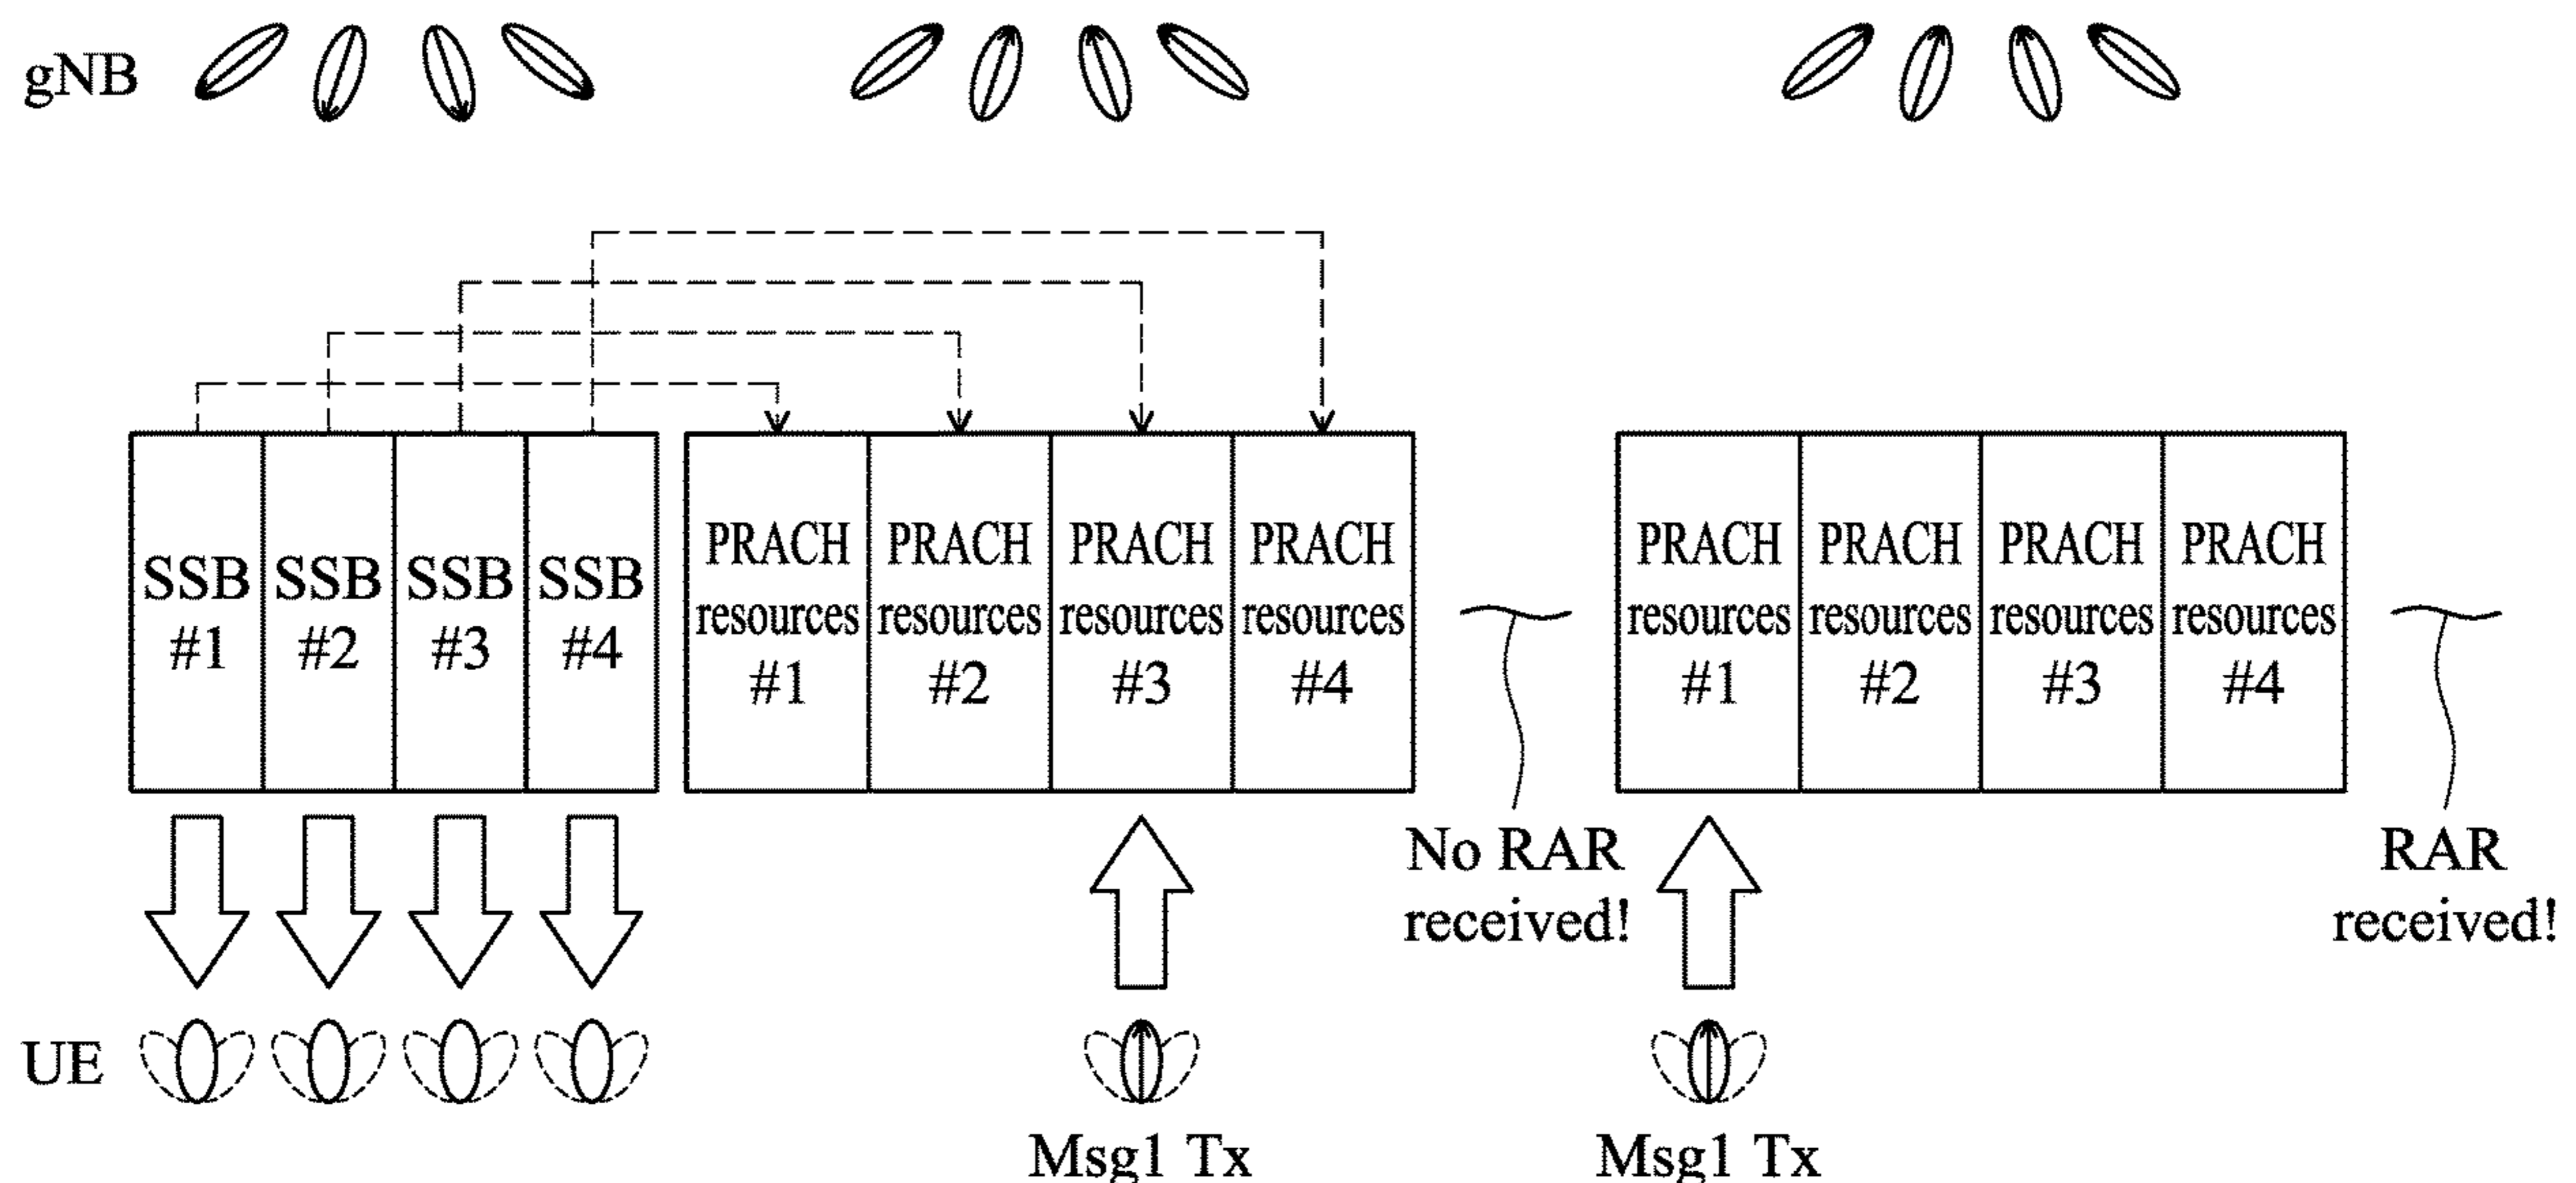 gNB
SSB
#1
SSB
#2
SSB
#3
SSB
#4
PRACH
resources
#1
PRACH
resources
#2
PRACH
resources
#3
PRACH
resources
#4
No RAR
received!
PRACH
resources
#1
PRACH
resources
#2
PRACH
resources
#3
PRACH
resources
#4
RAR
received!
UE
Msg1 Tx
Msg1 Tx